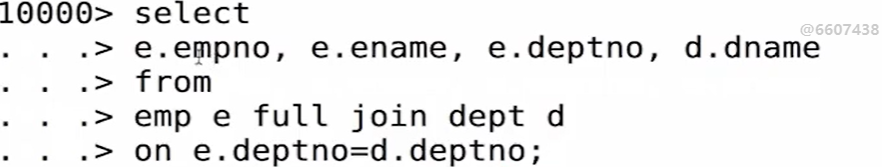 10000> select
@6607438
. . .> e.empno, e.ename, e.deptno, d.dname
. . .> from
. . .> emp e full join dept d
. . .> on e.deptno=d.deptno;